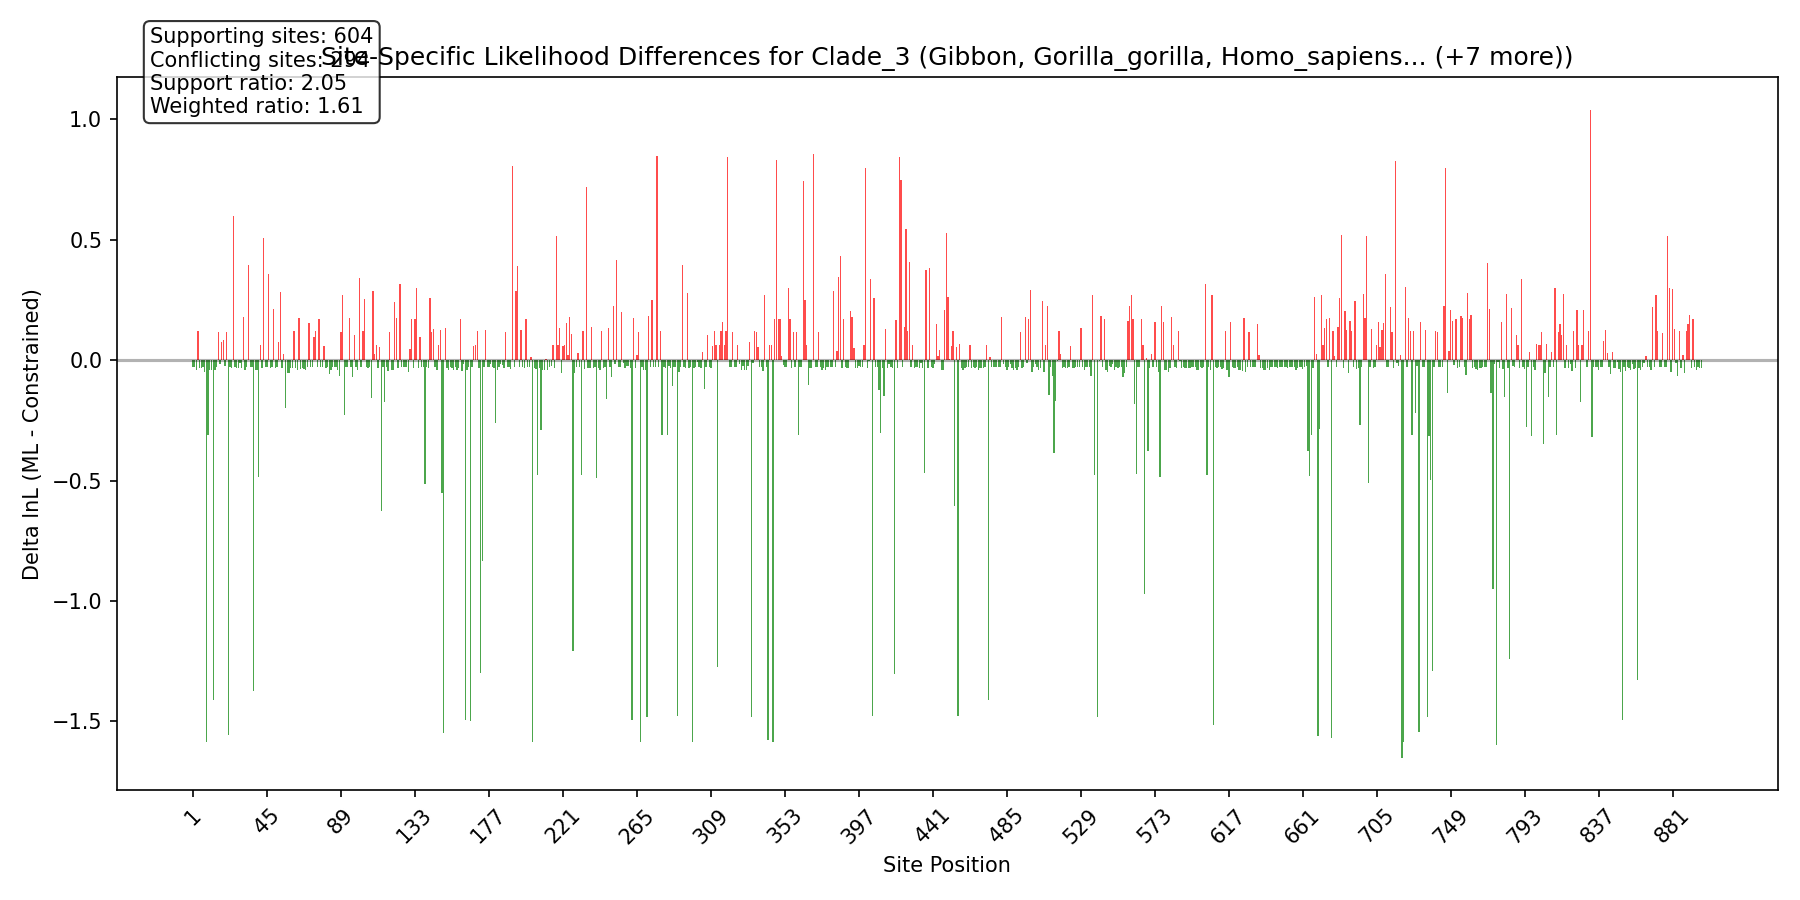 Supporting sites: 604
Conflicting sites: 294
Support ratio: 2.05
Weighted ratio: 1.61
Site-Specific Likelihood Differences for Clade_3 (Gibbon, Gorilla_gorilla, Homo_sapiens... (+7 more))
Delta lnL (ML - Constrained)
1.0
0.5
0.0
−0.5
−1.0
−1.5
1 45 89 133 177 221 265 309 353 397 441 485 529 573 617 661 705 749 793 837 881
Site Position